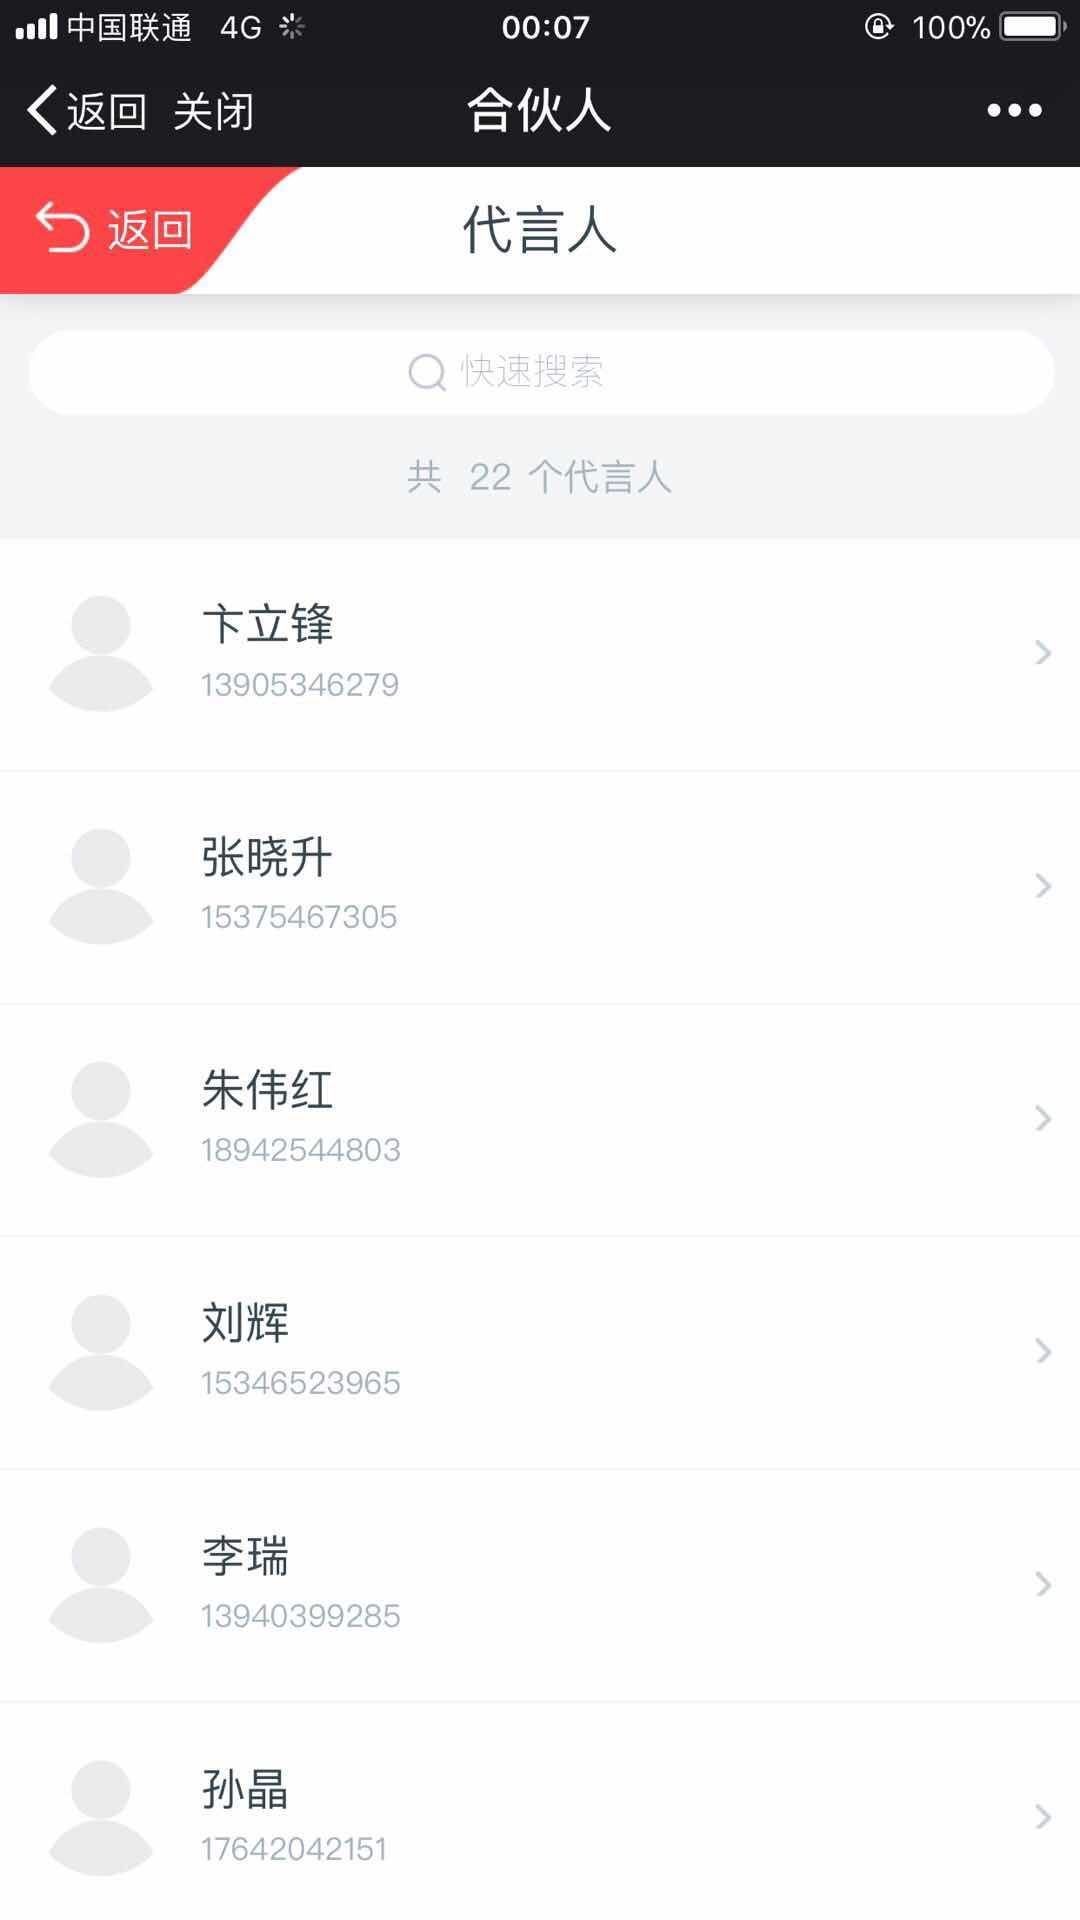 中国联通 4G 00:07 100%
返回 关闭 合伙人
返回 代言人
快速搜索
共 22 个代言人
卞立锋
13905346279
张晓升
15375467305
朱伟红
18942544803
刘辉
15346523965
李瑞
13940399285
孙晶
17642042151